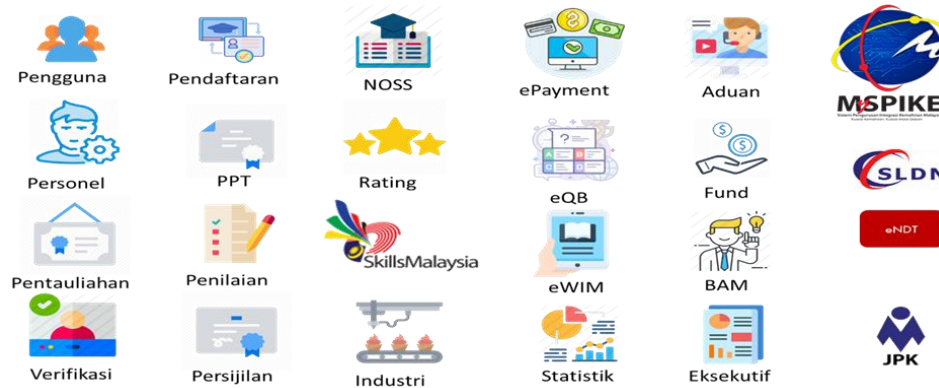 Pengguna
Pendaftaran
NOSS
ePayment
Aduan
MySPIKE
Personel
PPT
Rating
eQB
Fund
SLDN
Pentauliahan
Penilaian
SkillsMalaysia
eWIM
BAM
eNDT
Verifikasi
Persijilan
Industri
Statistik
Eksekutif
JPK